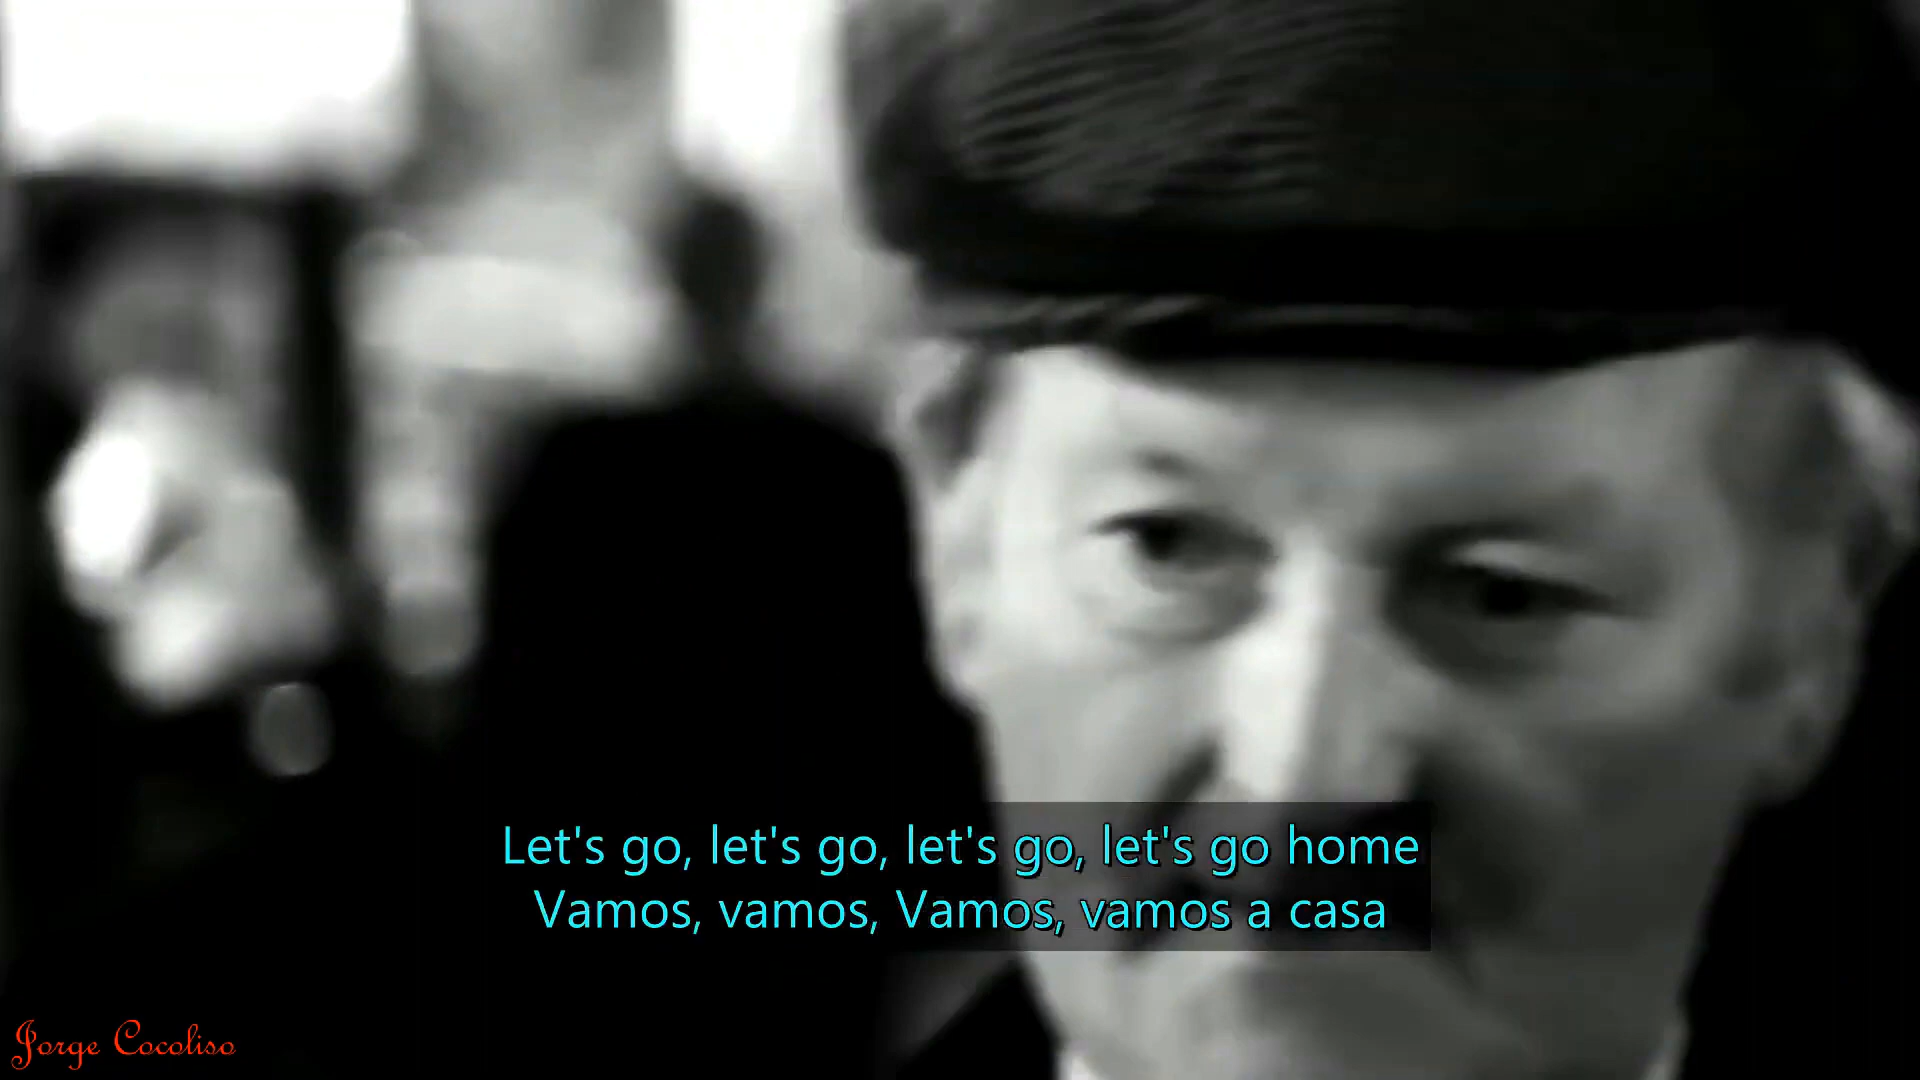 Let's go, let's go, let's go, let's go home
Vamos, vamos, Vamos, vamos a casa
Jorge Cocoliso